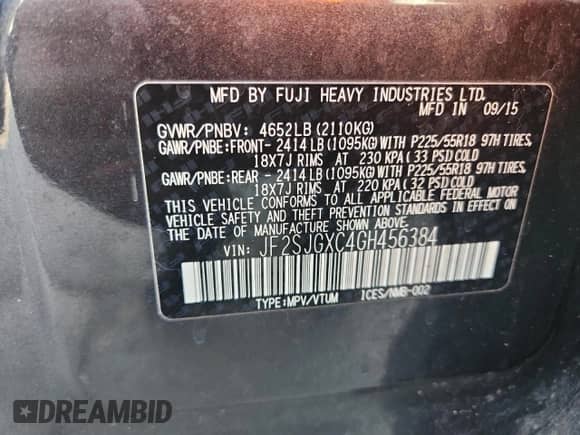 MFD BY FUJI HEAVY INDUSTRIES LTD.
MFD IN 09/15
GVWR/PNBV: 4652LB(2110KG)
GAWR/PNBE:FRONT- 2414LB(1095KG)WITH P225/55R18 97H TIRES,
18X7J RIMS AT 230 KPA(33 PSI)COLD
GAWR/PNBE:REAR - 2414LB(1095KG)WITH P225/55R18 97H TIRES,
18X7J RIMS AT 220 KPA(32 PSI)COLD
THIS VEHICLE CONFORMS TO ALL APPLICABLE FEDERAL MOTOR
VEHICLE SAFETY AND THEFT PREVENTION STANDARDS IN EFFECT
ON THE DATE OF MANUFACTURE SHOWN ABOVE.
VIN: JF2SJGXC4GH456384
TYPE:MPV/VTUM ICES/NMB-002
DREAMBID